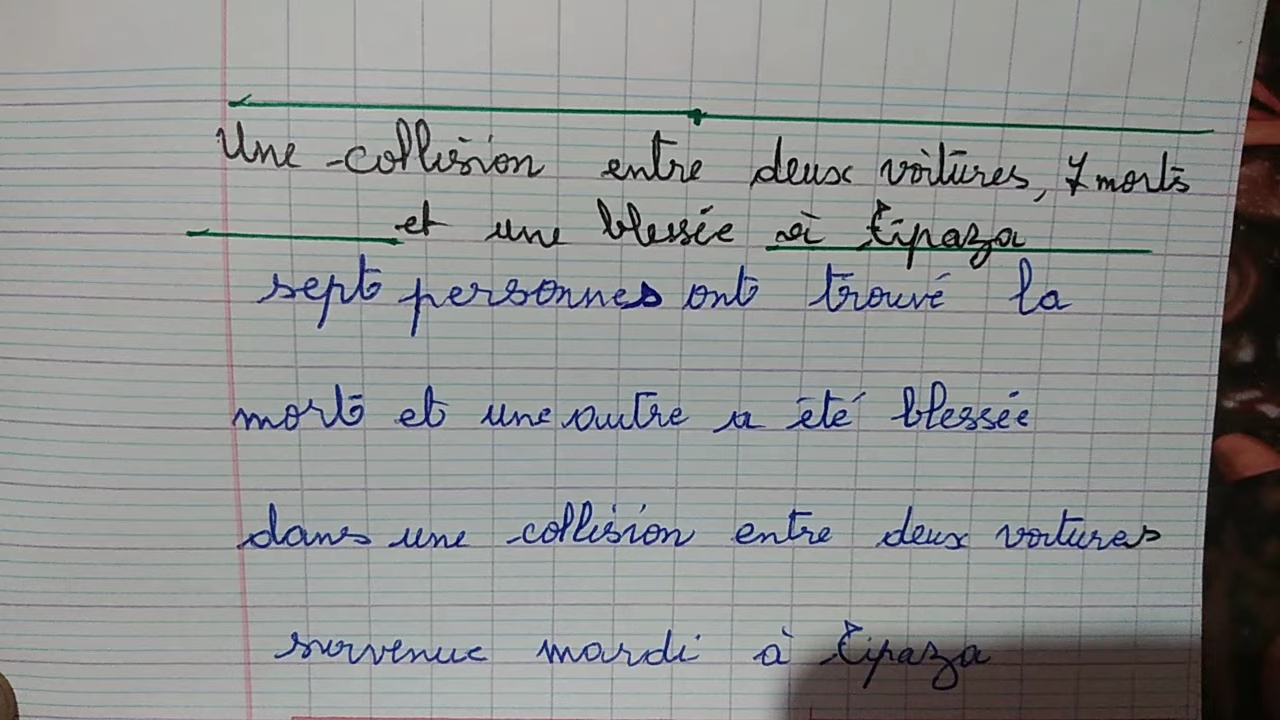 Une collision entre deux voitures, 7 morts
et une blessée à Tipaza
sept personnes ont trouvé la
mort et une autre a été blessée
dans une collision entre deux voitures
survenue mardi à Tipaza